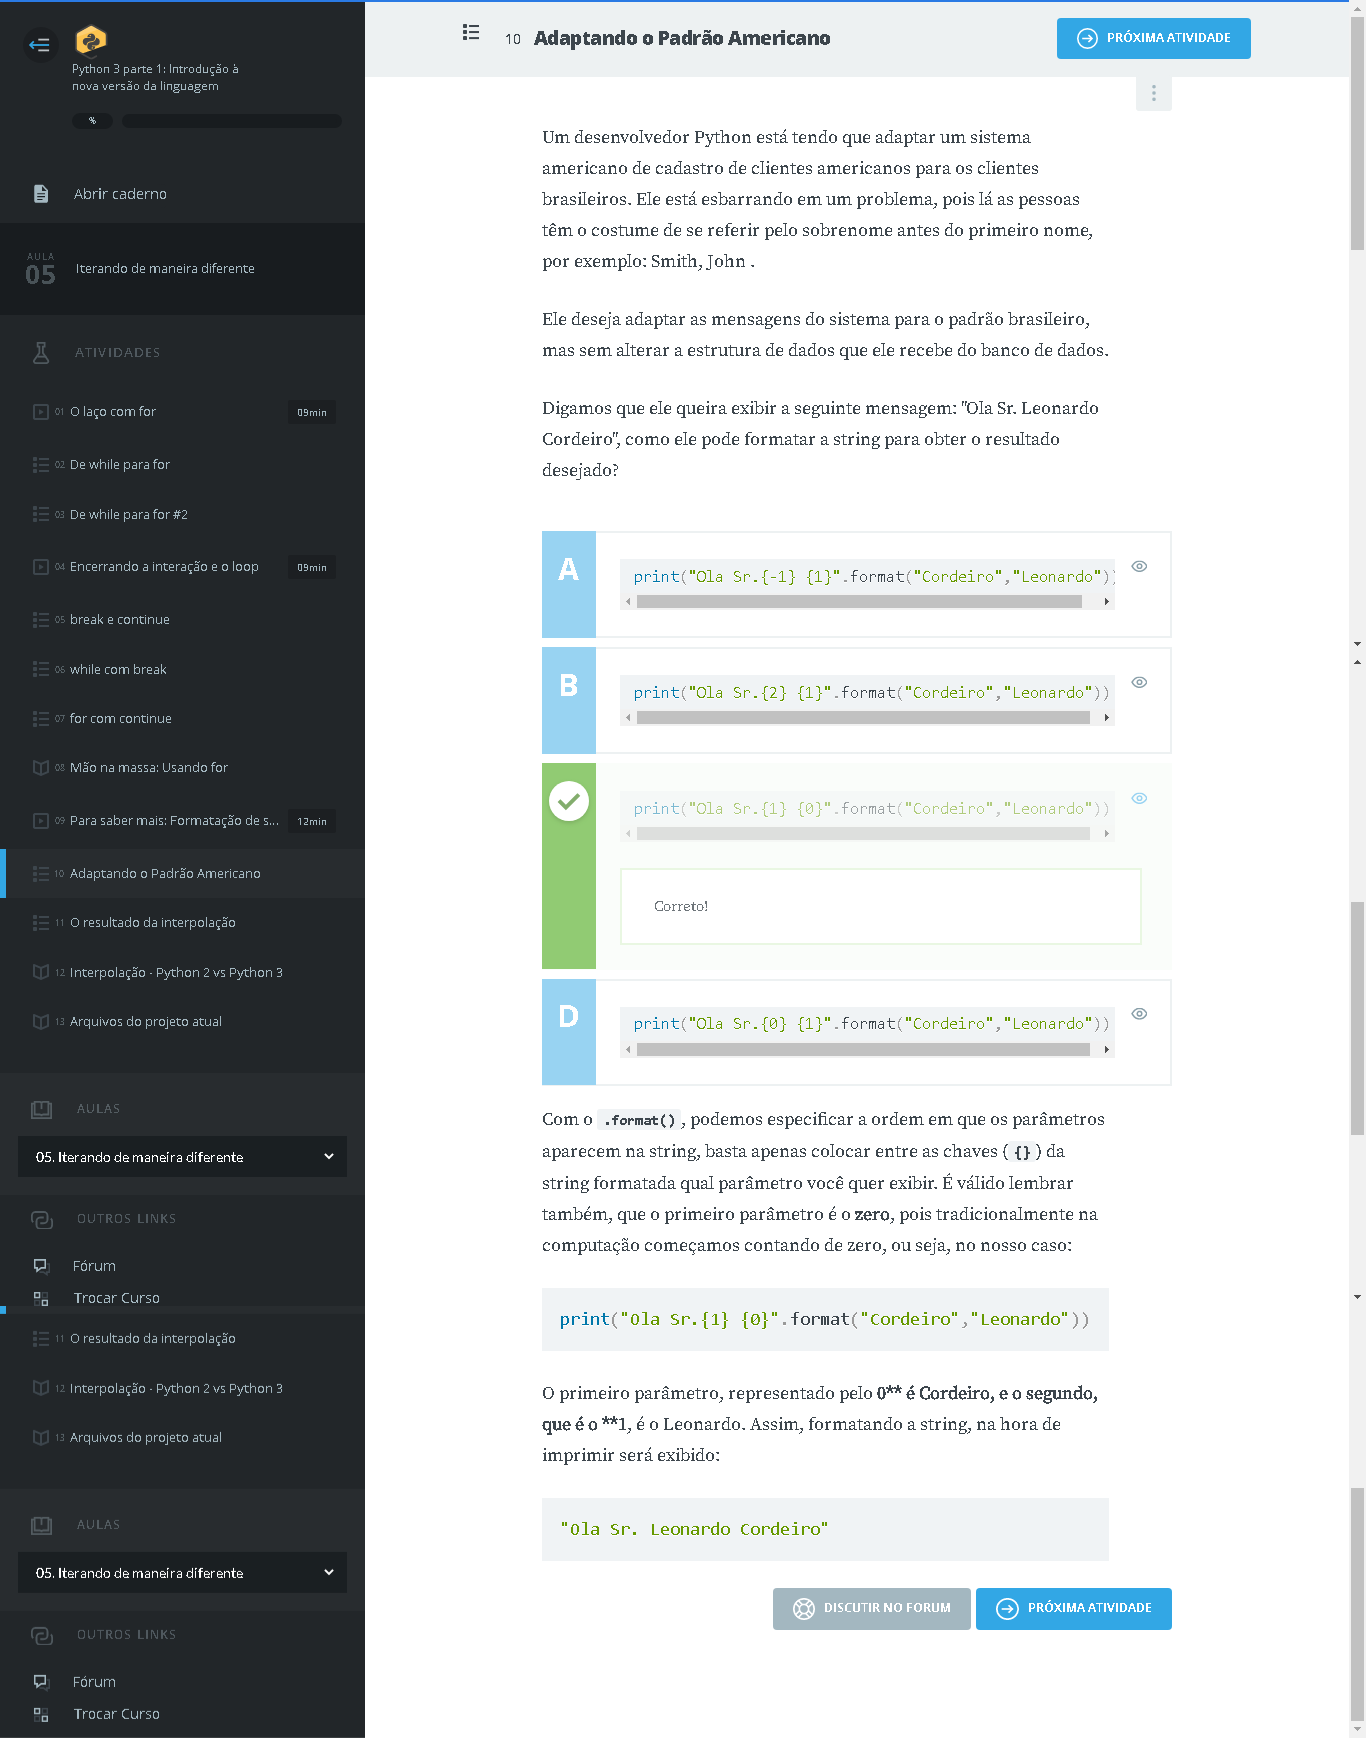 Python 3 parte 1: Introdução à
nova versão da linguagem
%
Abrir caderno
AULA
05
Iterando de maneira diferente
ATIVIDADES
01 O laço com for 09min
02 De while para for
03 De while para for #2
04 Encerrando a interação e o loop 09min
05 break e continue
06 while com break
07 for com continue
08 Mão na massa: Usando for
09 Para saber mais: Formatação de s... 12min
10 Adaptando o Padrão Americano
11 O resultado da interpolação
12 Interpolação - Python 2 vs Python 3
13 Arquivos do projeto atual
AULAS
05. Iterando de maneira diferente
OUTROS LINKS
Fórum
Trocar Curso
11 O resultado da interpolação
12 Interpolação - Python 2 vs Python 3
13 Arquivos do projeto atual
AULAS
05. Iterando de maneira diferente
OUTROS LINKS
Fórum
Trocar Curso
10 Adaptando o Padrão Americano
PRÓXIMA ATIVIDADE
Um desenvolvedor Python está tendo que adaptar um sistema
americano de cadastro de clientes americanos para os clientes
brasileiros. Ele está esbarrando em um problema, pois lá as pessoas
têm o costume de se referir pelo sobrenome antes do primeiro nome,
por exemplo: Smith, John .
Ele deseja adaptar as mensagens do sistema para o padrão brasileiro,
mas sem alterar a estrutura de dados que ele recebe do banco de dados.
Digamos que ele queira exibir a seguinte mensagem: "Ola Sr. Leonardo
Cordeiro", como ele pode formatar a string para obter o resultado
desejado?
A
print("Ola Sr.{-1} {1}".format("Cordeiro","Leonardo"))
B
print("Ola Sr.{2} {1}".format("Cordeiro","Leonardo"))
print("Ola Sr.{1} {0}".format("Cordeiro","Leonardo"))
Correto!
D
print("Ola Sr.{0} {1}".format("Cordeiro","Leonardo"))
Com o .format() , podemos especificar a ordem em que os parâmetros
aparecem na string, basta apenas colocar entre as chaves ( {} ) da
string formatada qual parâmetro você quer exibir. É válido lembrar
também, que o primeiro parâmetro é o zero, pois tradicionalmente na
computação começamos contando de zero, ou seja, no nosso caso:
print("Ola Sr.{1} {0}".format("Cordeiro","Leonardo"))
O primeiro parâmetro, representado pelo 0** é Cordeiro, e o segundo,
que é o **1, é o Leonardo. Assim, formatando a string, na hora de
imprimir será exibido:
"Ola Sr. Leonardo Cordeiro"
DISCUTIR NO FORUM
PRÓXIMA ATIVIDADE